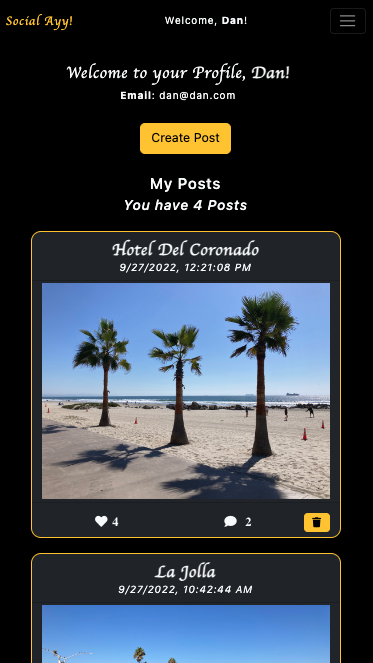 Social Ayy!
Welcome, Dan!
Welcome to your Profile, Dan!
Email: dan@dan.com
Create Post
My Posts
You have 4 Posts
Hotel Del Coronado
9/27/2022, 12:21:08 PM
4
2
La Jolla
9/27/2022, 10:42:44 AM